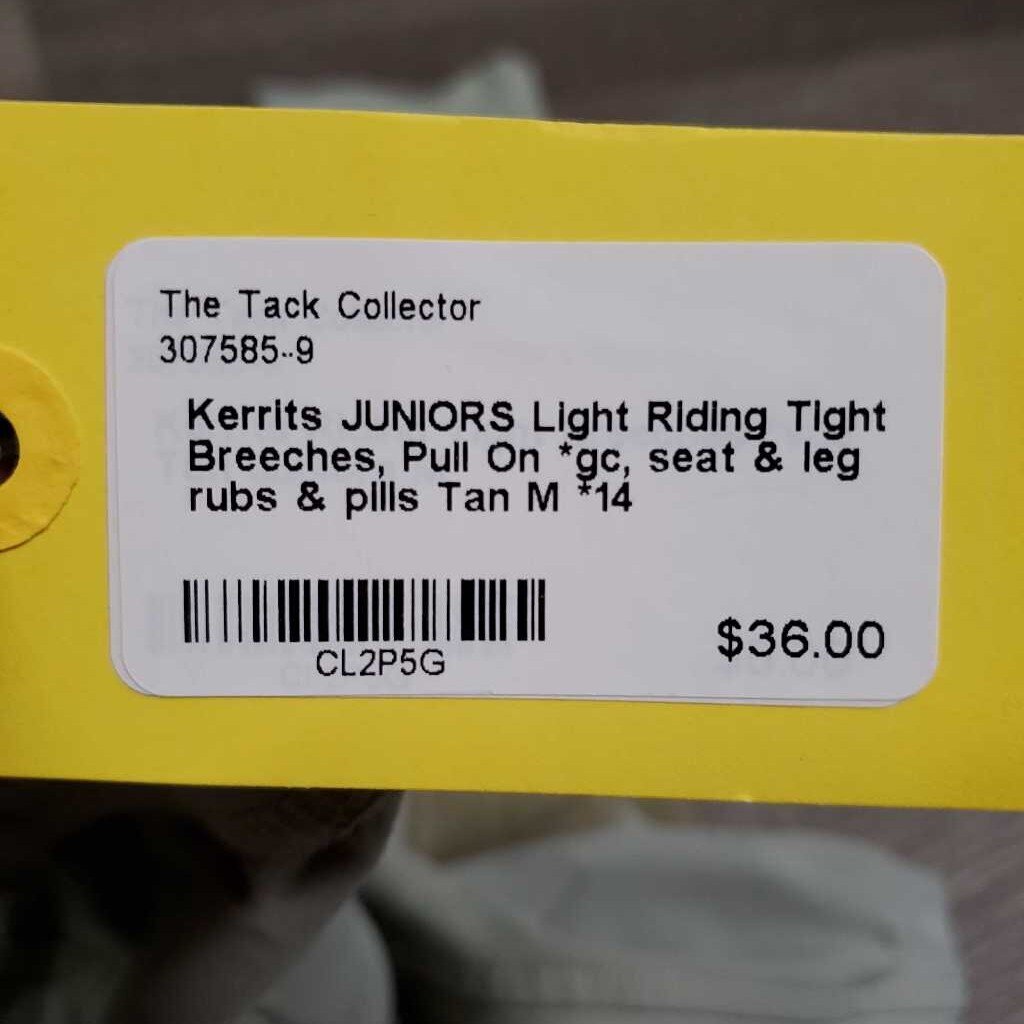 The Tack Collector
307585--9
Kerrits JUNIORS Light Riding Tight
Breeches, Pull On *gc, seat & leg
rubs & pills Tan M *14
CL2P5G
$36.00